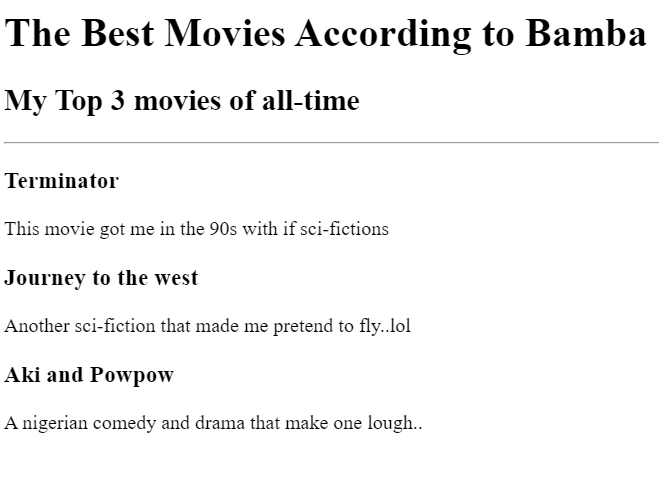 The Best Movies According to Bamba
My Top 3 movies of all-time
Terminator
This movie got me in the 90s with if sci-fictions
Journey to the west
Another sci-fiction that made me pretend to fly..lol
Aki and Powpow
A nigerian comedy and drama that make one lough..